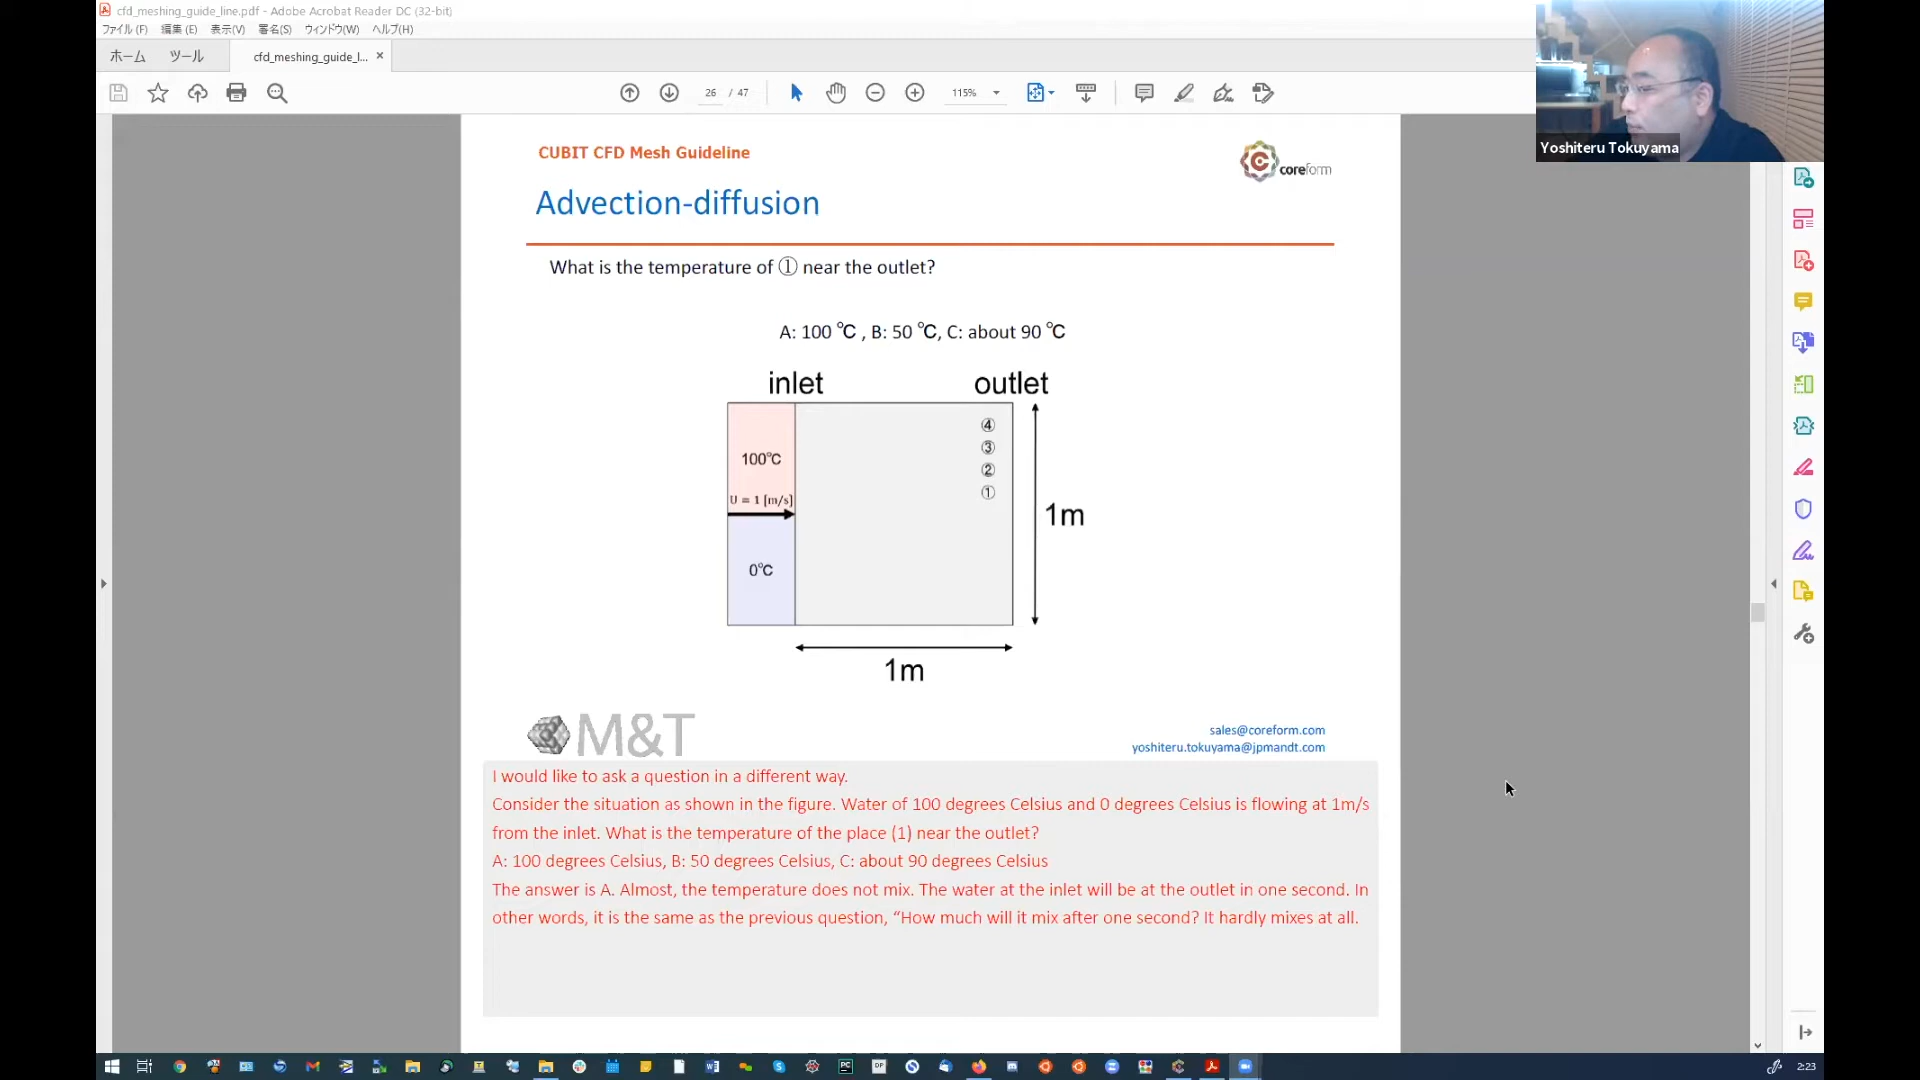 cfd_meshing_guide_line.pdf - Adobe Acrobat Reader DC (32-bit)
ファイル(F) 編集(E) 表示(V) 署名(S) ウィンドウ(W) ヘルプ(H)
ホーム ツール cfd_meshing_guide_l... ×
26 / 47 115%
Yoshiteru Tokuyama
CUBIT CFD Mesh Guideline
coreform
Advection-diffusion
What is the temperature of ① near the outlet?
A: 100 ℃ , B: 50 ℃, C: about 90 ℃
inlet outlet
④
100℃
③
②
U = 1 [m/s]
①
1m
0℃
1m
M&T
sales@coreform.com
yoshiteru.tokuyama@jpmandt.com
I would like to ask a question in a different way.
Consider the situation as shown in the figure. Water of 100 degrees Celsius and 0 degrees Celsius is flowing at 1m/s
from the inlet. What is the temperature of the place (1) near the outlet?
A: 100 degrees Celsius, B: 50 degrees Celsius, C: about 90 degrees Celsius
The answer is A. Almost, the temperature does not mix. The water at the inlet will be at the outlet in one second. In
other words, it is the same as the previous question, “How much will it mix after one second? It hardly mixes at all.
2:23